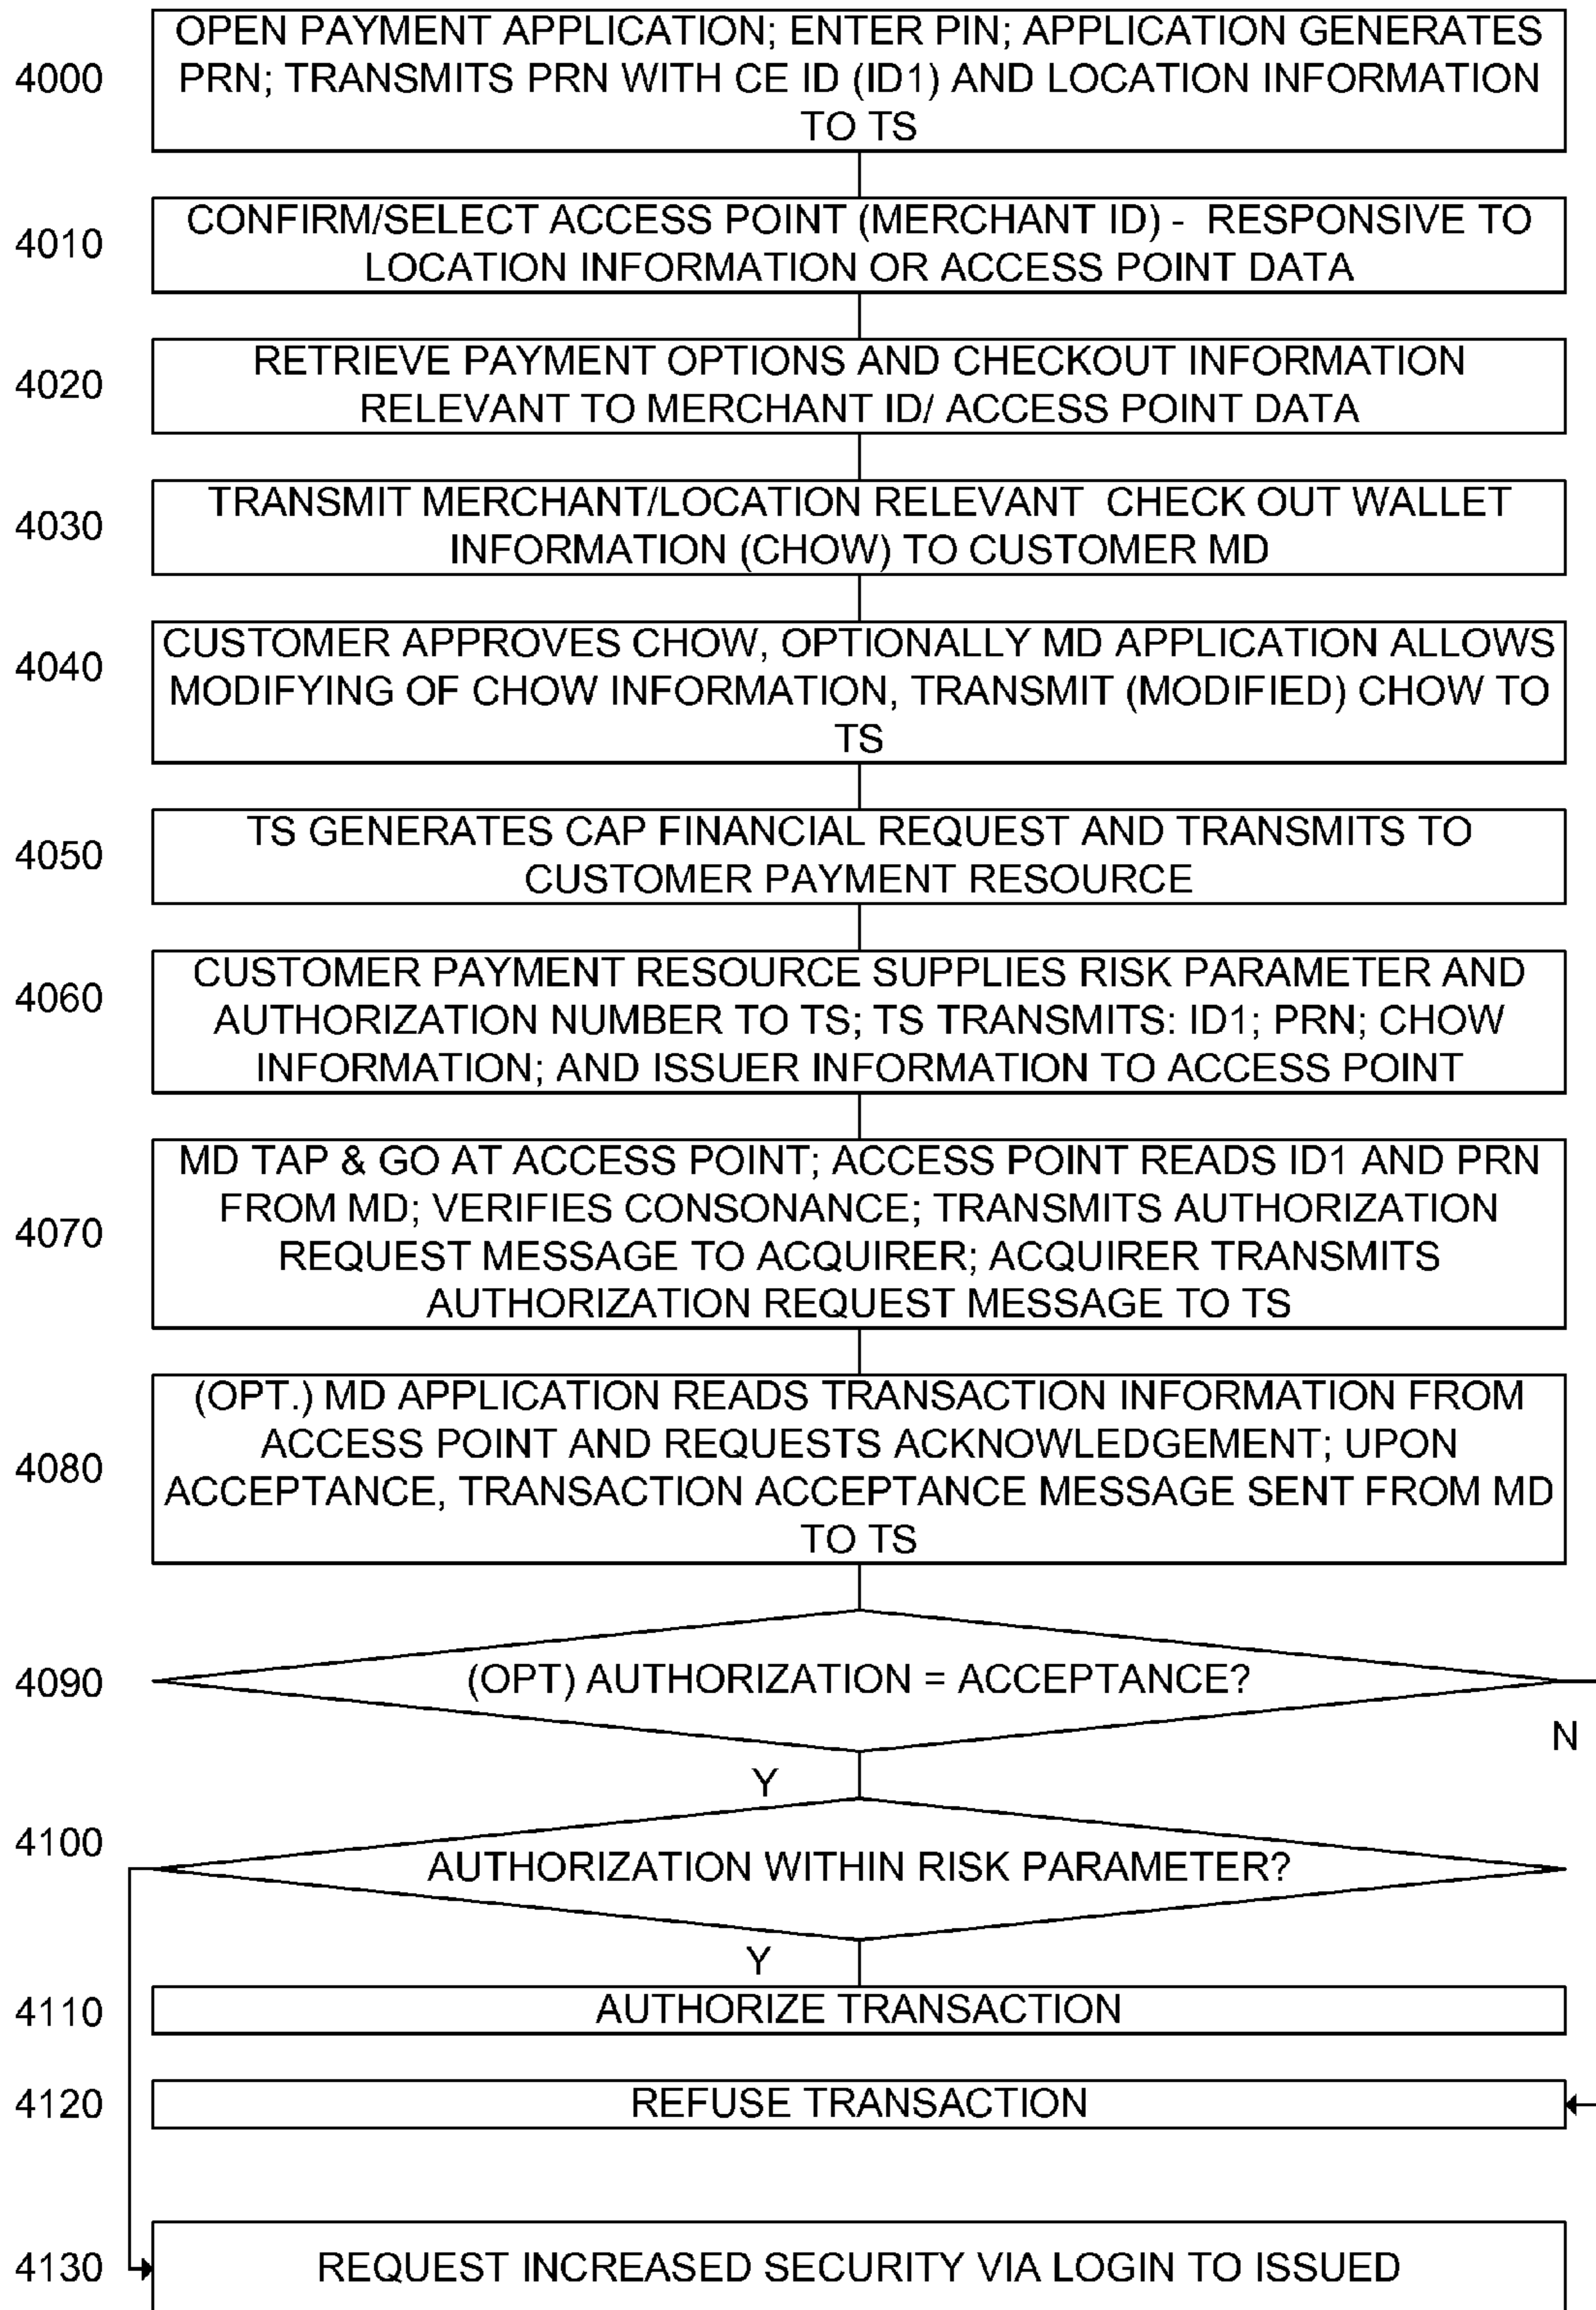 4000
OPEN PAYMENT APPLICATION; ENTER PIN; APPLICATION GENERATES
PRN; TRANSMITS PRN WITH CE ID (ID1) AND LOCATION INFORMATION
TO TS
4010
CONFIRM/SELECT ACCESS POINT (MERCHANT ID) - RESPONSIVE TO
LOCATION INFORMATION OR ACCESS POINT DATA
4020
RETRIEVE PAYMENT OPTIONS AND CHECKOUT INFORMATION
RELEVANT TO MERCHANT ID/ ACCESS POINT DATA
4030
TRANSMIT MERCHANT/LOCATION RELEVANT CHECK OUT WALLET
INFORMATION (CHOW) TO CUSTOMER MD
4040
CUSTOMER APPROVES CHOW, OPTIONALLY MD APPLICATION ALLOWS
MODIFYING OF CHOW INFORMATION, TRANSMIT (MODIFIED) CHOW TO
TS
4050
TS GENERATES CAP FINANCIAL REQUEST AND TRANSMITS TO
CUSTOMER PAYMENT RESOURCE
4060
CUSTOMER PAYMENT RESOURCE SUPPLIES RISK PARAMETER AND
AUTHORIZATION NUMBER TO TS; TS TRANSMITS: ID1; PRN; CHOW
INFORMATION; AND ISSUER INFORMATION TO ACCESS POINT
4070
MD TAP & GO AT ACCESS POINT; ACCESS POINT READS ID1 AND PRN
FROM MD; VERIFIES CONSONANCE; TRANSMITS AUTHORIZATION
REQUEST MESSAGE TO ACQUIRER; ACQUIRER TRANSMITS
AUTHORIZATION REQUEST MESSAGE TO TS
4080
(OPT.) MD APPLICATION READS TRANSACTION INFORMATION FROM
ACCESS POINT AND REQUESTS ACKNOWLEDGEMENT; UPON
ACCEPTANCE, TRANSACTION ACCEPTANCE MESSAGE SENT FROM MD
TO TS
4090
(OPT) AUTHORIZATION = ACCEPTANCE?
N
Y
4100
AUTHORIZATION WITHIN RISK PARAMETER?
Y
4110
AUTHORIZE TRANSACTION
4120
REFUSE TRANSACTION
4130
REQUEST INCREASED SECURITY VIA LOGIN TO ISSUED